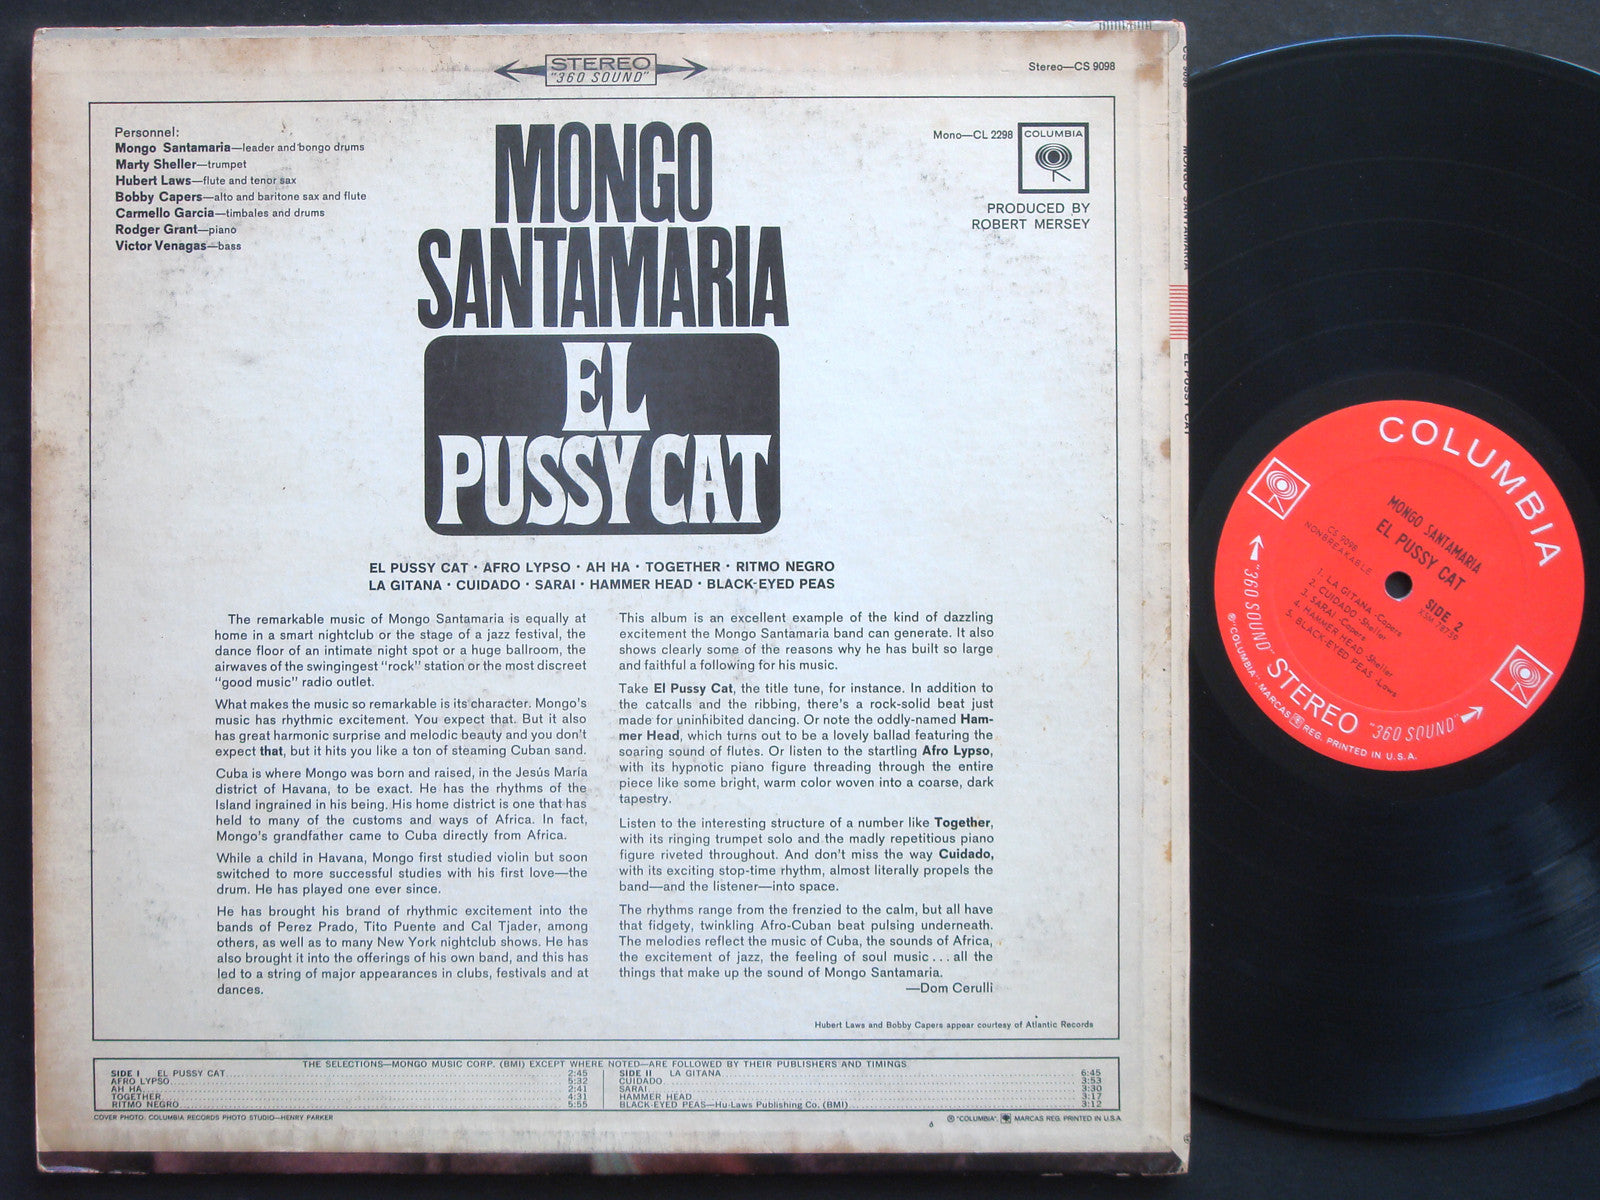 STEREO
"360 SOUND"
Stereo—CS 9098
Personnel:
Mongo Santamaria—leader and bongo drums
Marty Sheller—trumpet
Hubert Laws—flute and tenor sax
Bobby Capers—alto and baritone sax and flute
Carmello Garcia—timbales and drums
Rodger Grant—piano
Victor Venagas—bass
MONGO
SANTAMARIA
EL
PUSSY CAT
Mono—CL 2298
COLUMBIA
PRODUCED BY
ROBERT MERSEY
EL PUSSY CAT · AFRO LYPSO · AH HA · TOGETHER · RITMO NEGRO
LA GITANA · CUIDADO · SARAI · HAMMER HEAD · BLACK-EYED PEAS
The remarkable music of Mongo Santamaria is equally at
home in a smart nightclub or the stage of a jazz festival, the
dance floor of an intimate night spot or a huge ballroom, the
airwaves of the swingingest "rock" station or the most discreet
"good music" radio outlet.
What makes the music so remarkable is its character. Mongo's
music has rhythmic excitement. You expect that. But it also
has great harmonic surprise and melodic beauty and you don't
expect that, but it hits you like a ton of steaming Cuban sand.
Cuba is where Mongo was born and raised, in the Jesús María
district of Havana, to be exact. He has the rhythms of the
Island ingrained in his being. His home district is one that has
held to many of the customs and ways of Africa. In fact,
Mongo's grandfather came to Cuba directly from Africa.
While a child in Havana, Mongo first studied violin but soon
switched to more successful studies with his first love—the
drum. He has played one ever since.
He has brought his brand of rhythmic excitement into the
bands of Perez Prado, Tito Puente and Cal Tjader, among
others, as well as to many New York nightclub shows. He has
also brought it into the offerings of his own band, and this has
led to a string of major appearances in clubs, festivals and at
dances.
This album is an excellent example of the kind of dazzling
excitement the Mongo Santamaria band can generate. It also
shows clearly some of the reasons why he has built so large
and faithful a following for his music.
Take El Pussy Cat, the title tune, for instance. In addition to
the catcalls and the ribbing, there's a rock-solid beat just
made for uninhibited dancing. Or note the oddly-named Ham-
mer Head, which turns out to be a lovely ballad featuring the
soaring sound of flutes. Or listen to the startling Afro Lypso,
with its hypnotic piano figure threading through the entire
piece like some bright, warm color woven into a coarse, dark
tapestry.
Listen to the interesting structure of a number like Together,
with its ringing trumpet solo and the madly repetitive piano
figure riveted throughout. And don't miss the way Cuidado,
with its exciting stop-time rhythm, almost literally propels the
band—and the listener—into space.
The rhythms range from the frenzied to the calm, but all have
that fidgety, twinkling Afro-Cuban beat pulsing underneath.
The melodies reflect the music of Cuba, the sounds of Africa,
the excitement of jazz, the feeling of soul music...all the
things that make up the sound of Mongo Santamaria.
—Dom Cerulli
Hubert Laws and Bobby Capers appear courtesy of Atlantic Records
THE SELECTIONS—MONGO MUSIC CORP. (BMI) EXCEPT WHERE NOTED—ARE FOLLOWED BY THEIR PUBLISHERS AND TIMINGS
SIDE I EL PUSSY CAT 2:45
AFRO LYPSO 5:32
AH HA 2:41
TOGETHER 4:31
RITMO NEGRO 5:55
SIDE II LA GITANA 6:45
CUIDADO 3:53
SARAI 3:30
HAMMER HEAD 3:17
BLACK-EYED PEAS—Hu-Laws Publishing Co. (BMI) 3:12
COVER PHOTO: COLUMBIA RECORDS PHOTO STUDIO—HENRY PARKER
6
® "COLUMBIA", MARCAS REG. PRINTED IN U.S.A.
CS 9098
MONGO SANTAMARIA
EL PUSSY CAT
COLUMBIA
MONGO SANTAMARIA
EL PUSSY CAT
CS 9098
NONBREAKABLE
SIDE 2
XSM 78759
1. LA GITANA -Capers
2. CUIDADO -Sheller
3. SARAI -Capers
4. HAMMER HEAD -Sheller
5. BLACK-EYED PEAS -Laws
"360 SOUND" STEREO "360 SOUND"
® "COLUMBIA", MARCAS REG. PRINTED IN U.S.A.